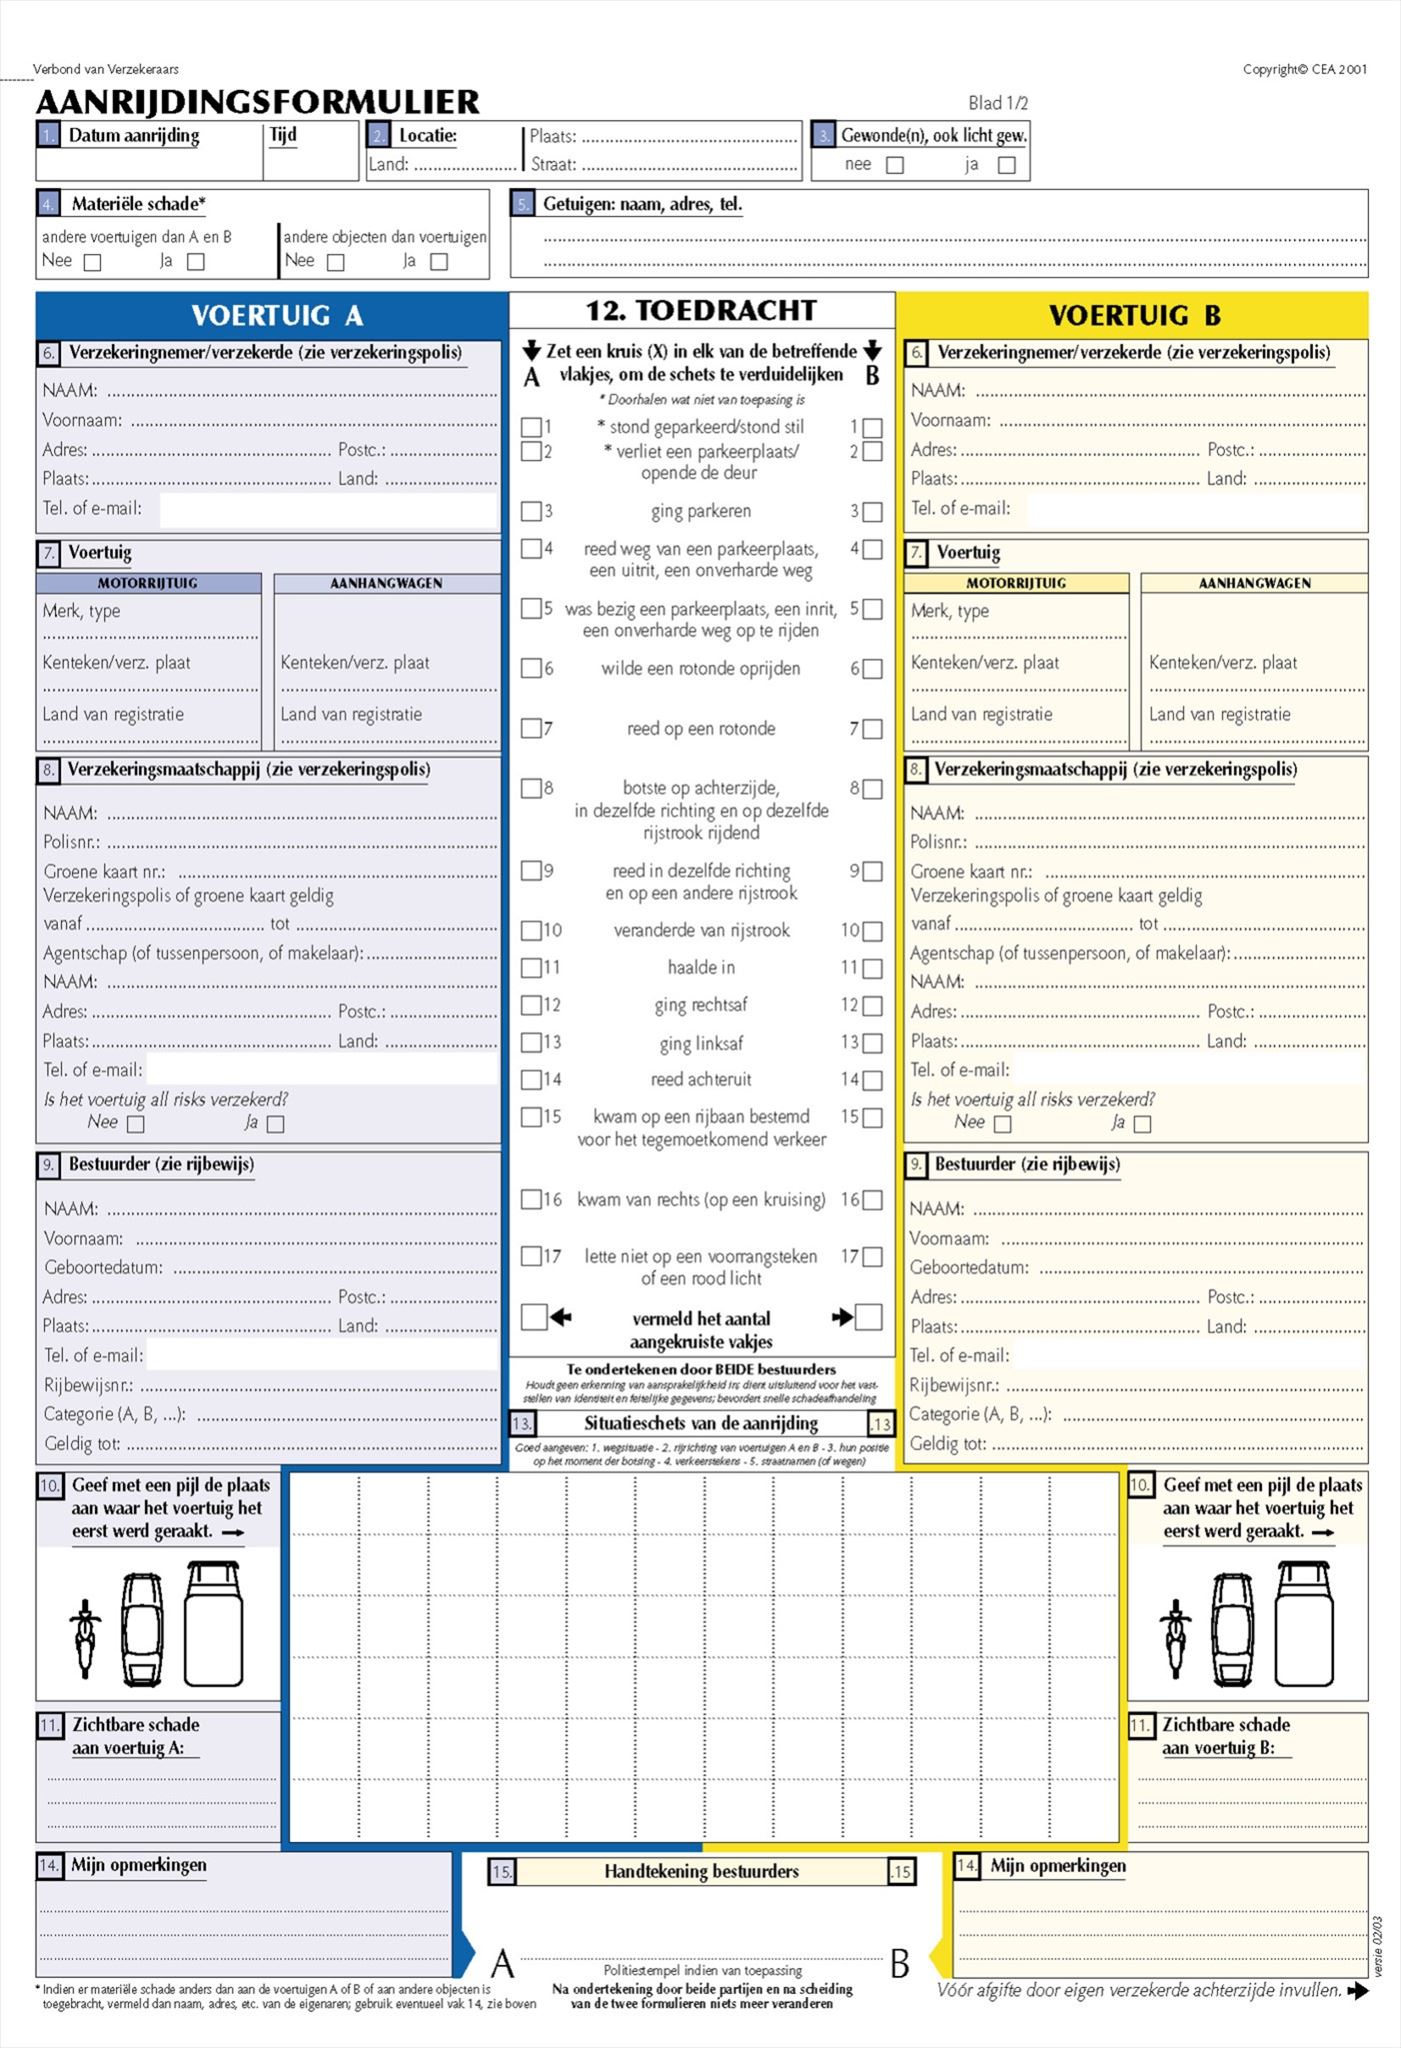 Verbond van Verzekeraars
Copyright© CEA 2001
AANRIJDINGSFORMULIER
Blad 1/2
1. Datum aanrijding
Tijd
2. Locatie:
Land: ......................
Plaats: ..............................................
Straat: ..............................................
3. Gewonde(n), ook licht gew.
nee
ja
4. Materiële schade*
andere voertuigen dan A en B
Nee
Ja
andere objecten dan voertuigen
Nee
Ja
5. Getuigen: naam, adres, tel.
VOERTUIG A
6. Verzekeringnemer/verzekerde (zie verzekeringspolis)
NAAM:
Voornaam:
Adres: Postc.:
Plaats: Land:
Tel. of e-mail:
7. Voertuig
MOTORRIJTUIG
AANHANGWAGEN
Merk, type
Kenteken/verz. plaat
Kenteken/verz. plaat
Land van registratie
Land van registratie
8. Verzekeringsmaatschappij (zie verzekeringspolis)
NAAM:
Polisnr.:
Groene kaart nr.:
Verzekeringspolis of groene kaart geldig
vanaf tot
Agentschap (of tussenpersoon, of makelaar):
NAAM:
Adres: Postc.:
Plaats: Land:
Tel. of e-mail:
Is het voertuig all risks verzekerd?
Nee Ja
9. Bestuurder (zie rijbewijs)
NAAM:
Voornaam:
Geboortedatum:
Adres: Postc.:
Plaats: Land:
Tel. of e-mail:
Rijbewijsnr.:
Categorie (A, B, ...):
Geldig tot:
12. TOEDRACHT
Zet een kruis (X) in elk van de betreffende
A vlakjes, om de schets te verduidelijken B
* Doorhalen wat niet van toepasing is
1 * stond geparkeerd/stond stil 1
2 * verliet een parkeerplaats/ 2
opende de deur
3 ging parkeren 3
4 reed weg van een parkeerplaats, 4
een uitrit, een onverharde weg
5 was bezig een parkeerplaats, een inrit, 5
een onverharde weg op te rijden
6 wilde een rotonde oprijden 6
7 reed op een rotonde 7
8 botste op achterzijde, 8
in dezelfde richting en op dezelfde
rijstrook rijdend
9 reed in dezelfde richting 9
en op een andere rijstrook
10 veranderde van rijstrook 10
11 haalde in 11
12 ging rechtsaf 12
13 ging linksaf 13
14 reed achteruit 14
15 kwam op een rijbaan bestemd 15
voor het tegemoetkomend verkeer
16 kwam van rechts (op een kruising) 16
17 lette niet op een voorrangsteken 17
of een rood licht
vermeld het aantal
aangekruiste vakjes
Te ondertekenen door BEIDE bestuurders
Houdt geen erkenning van aansprakelijkheid in; dient uitsluitend voor het vast-
stellen van identiteit en feitelijke gegevens; bevordert snelle schadeafhandeling
13. Situatieschets van de aanrijding .13
Goed aangeven: 1. wegsituatie - 2. rijrichting van voertuigen A en B - 3. hun positie
op het moment der botsing - 4. verkeerstekens - 5. straatnamen (of wegen)
VOERTUIG B
6. Verzekeringnemer/verzekerde (zie verzekeringspolis)
NAAM:
Voornaam:
Adres: Postc.:
Plaats: Land:
Tel. of e-mail:
7. Voertuig
MOTORRIJTUIG
AANHANGWAGEN
Merk, type
Kenteken/verz. plaat
Kenteken/verz. plaat
Land van registratie
Land van registratie
8. Verzekeringsmaatschappij (zie verzekeringspolis)
NAAM:
Polisnr.:
Groene kaart nr.:
Verzekeringspolis of groene kaart geldig
vanaf tot
Agentschap (of tussenpersoon, of makelaar):
NAAM:
Adres: Postc.:
Plaats: Land:
Tel. of e-mail:
Is het voertuig all risks verzekerd?
Nee Ja
9. Bestuurder (zie rijbewijs)
NAAM:
Voornaam:
Geboortedatum:
Adres: Postc.:
Plaats: Land:
Tel. of e-mail:
Rijbewijsnr.:
Categorie (A, B, ...):
Geldig tot:
10. Geef met een pijl de plaats
aan waar het voertuig het
eerst werd geraakt.
11. Zichtbare schade
aan voertuig A:
10. Geef met een pijl de plaats
aan waar het voertuig het
eerst werd geraakt.
11. Zichtbare schade
aan voertuig B:
14. Mijn opmerkingen
15. Handtekening bestuurders .15
A B
Politiestempel indien van toepassing
Na ondertekening door beide partijen en na scheiding
van de twee formulieren niets meer veranderen
14. Mijn opmerkingen
versie 02/03
* Indien er materiële schade anders dan aan de voertuigen A of B of aan andere objecten is
toegebracht, vermeld dan naam, adres, etc. van de eigenaren; gebruik eventueel vak 14, zie boven
Vóór afgifte door eigen verzekerde achterzijde invullen.